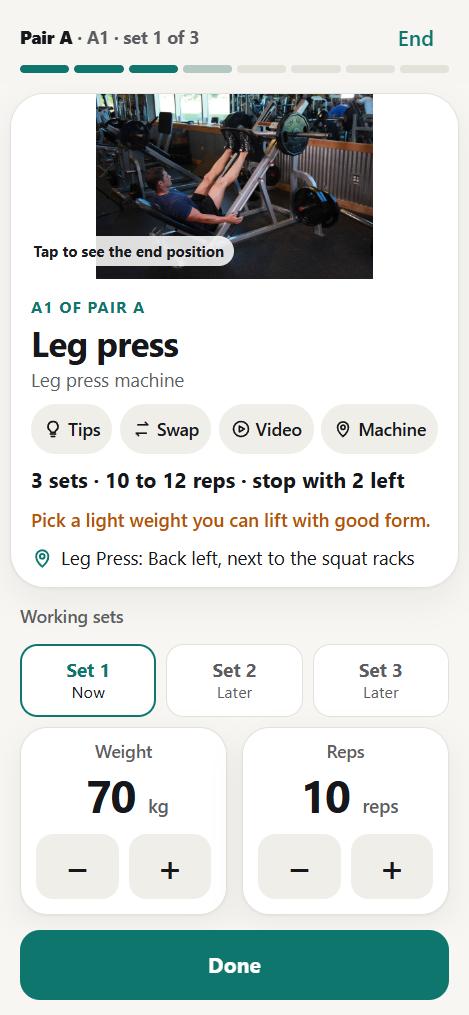 Pair A · A1 · set 1 of 3
End
Tap to see the end position
A1 OF PAIR A
Leg press
Leg press machine
Tips
Swap
Video
Machine
3 sets · 10 to 12 reps · stop with 2 left
Pick a light weight you can lift with good form.
Leg Press: Back left, next to the squat racks
Working sets
Set 1
Now
Set 2
Later
Set 3
Later
Weight
70 kg
− +
Reps
10 reps
− +
Done